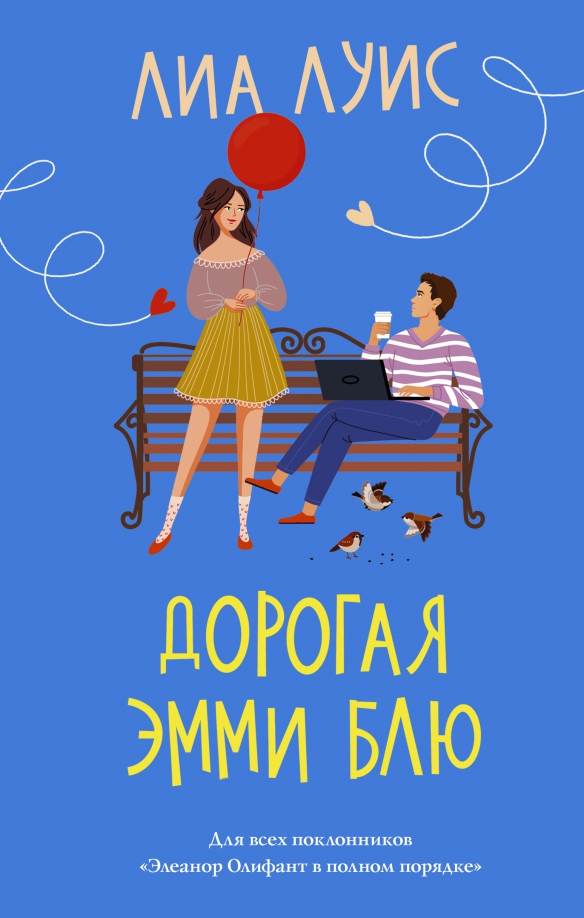 ЛИА ЛУИС
ДОРОГАЯ
ЭММИ БЛЮ
Для всех поклонников
«Элеанор Олифант в полном порядке»